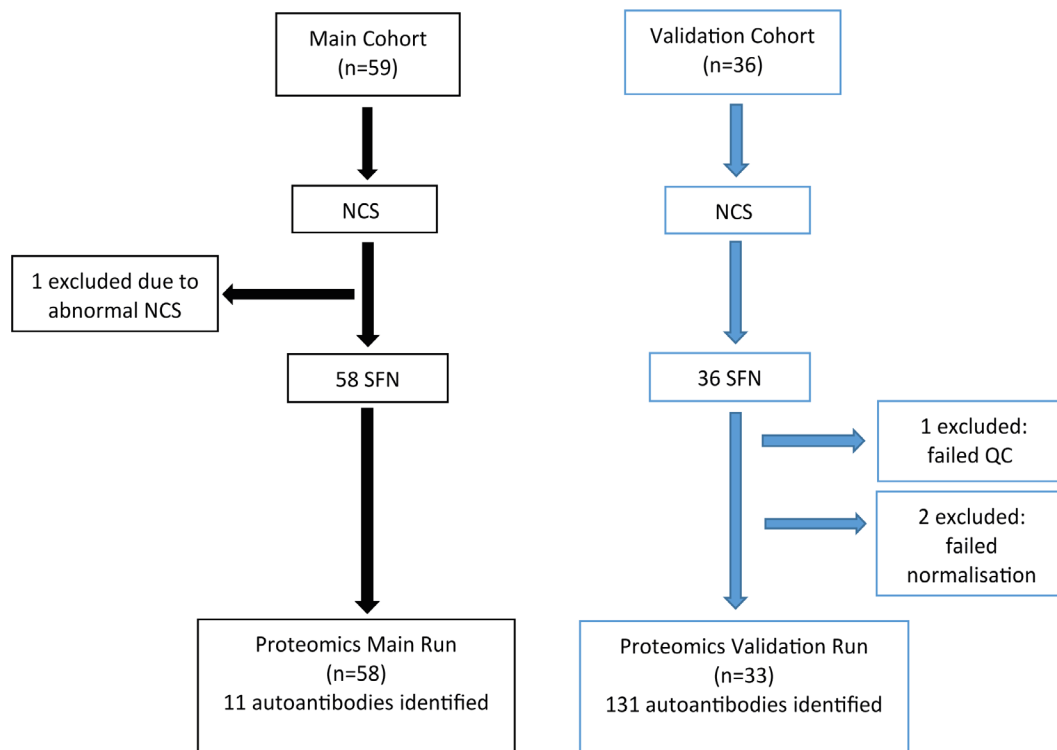 Main Cohort
(n=59)
Validation Cohort
(n=36)
NCS
NCS
1 excluded due to
abnormal NCS
58 SFN
36 SFN
1 excluded:
failed QC
2 excluded:
failed
normalisation
Proteomics Main Run
(n=58)
11 autoantibodies identified
Proteomics Validation Run
(n=33)
131 autoantibodies identified